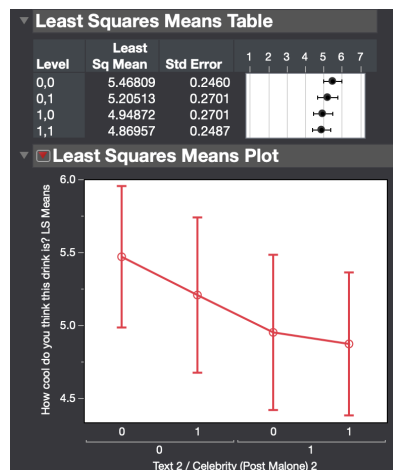 Least Squares Means Table
Least
Level Sq Mean Std Error 1 2 3 4 5 6 7
0,0 5.46809 0.2460
0,1 5.20513 0.2701
1,0 4.94872 0.2701
1,1 4.86957 0.2487
Least Squares Means Plot
How cool do you think this drink is? LS Means
6.0
5.5
5.0
4.5
0 1 0 1
0 1
Text 2 / Celebrity (Post Malone) 2